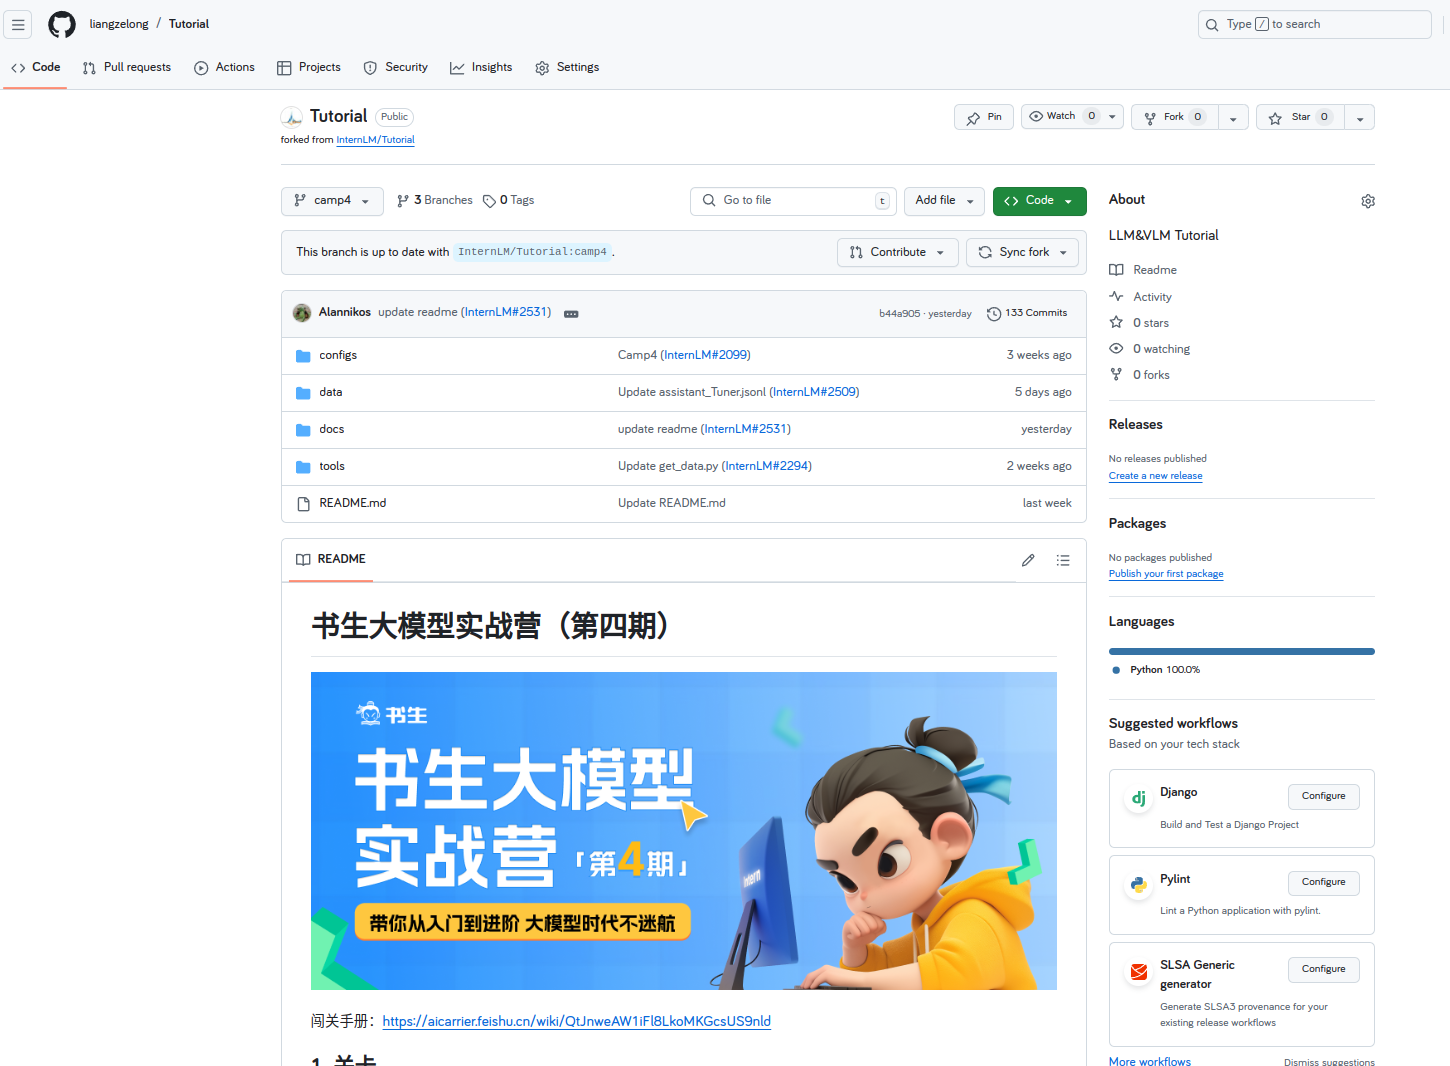 liangzelong / Tutorial
Type / to search
Code
Pull requests
Actions
Projects
Security
Insights
Settings
Tutorial Public
forked from InternLM/Tutorial
Pin
Watch 0
Fork 0
Star 0
camp4
3 Branches
0 Tags
Go to file t
Add file
Code
This branch is up to date with InternLM/Tutorial:camp4 .
Contribute
Sync fork
Alannikos update readme (InternLM#2531)
b44a905 · yesterday
133 Commits
configs Camp4 (InternLM#2099) 3 weeks ago
data Update assistant_Tuner.jsonl (InternLM#2509) 5 days ago
docs update readme (InternLM#2531) yesterday
tools Update get_data.py (InternLM#2294) 2 weeks ago
README.md Update README.md last week
README
书生大模型实战营（第四期）
书生
书生大模型
实战营「第4期」
带你从入门到进阶 大模型时代不迷航
intern
闯关手册：https://aicarrier.feishu.cn/wiki/QtJnweAW1iFl8LkoMKGcsUS9nld
1. 关卡
About
LLM&VLM Tutorial
Readme
Activity
0 stars
0 watching
0 forks
Releases
No releases published
Create a new release
Packages
No packages published
Publish your first package
Languages
Python 100.0%
Suggested workflows
Based on your tech stack
dj
Django
Configure
Build and Test a Django Project
Pylint
Configure
Lint a Python application with pylint.
SLSA Generic
generator
Configure
Generate SLSA3 provenance for your
existing release workflows
More workflows
Dismiss suggestions